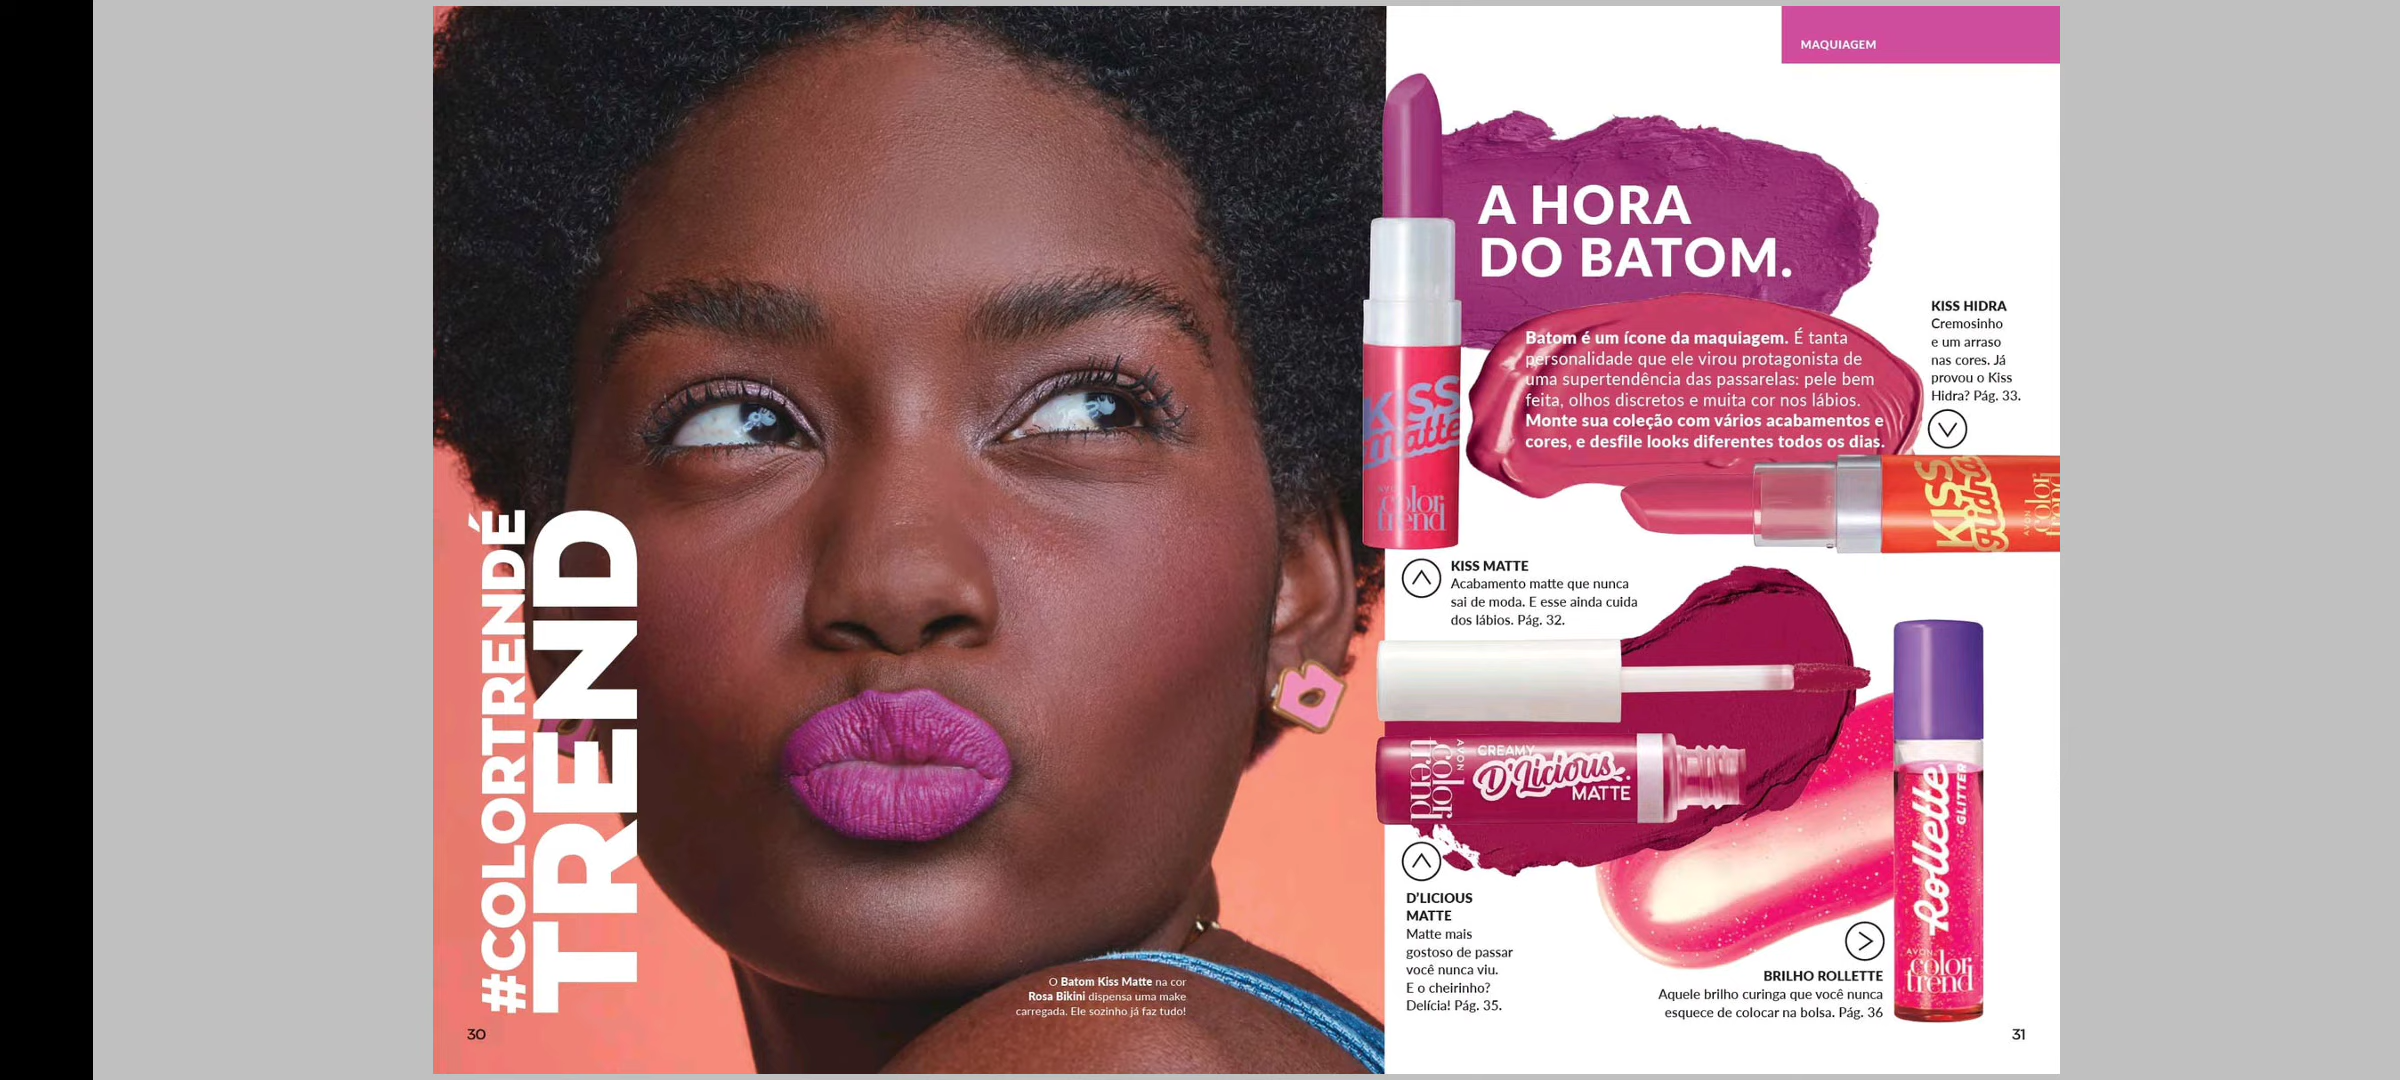 #COLORTRENDÉ
TREND
O Batom Kiss Matte na cor
Rosa Bikini dispensa uma make
carregada. Ele sozinho já faz tudo!
30
MAQUIAGEM
A HORA
DO BATOM.
Batom é um ícone da maquiagem. É tanta
personalidade que ele virou protagonista de
uma supertendência das passarelas: pele bem
feita, olhos discretos e muita cor nos lábios.
Monte sua coleção com vários acabamentos e
cores, e desfile looks diferentes todos os dias.
KISS HIDRA
Cremosinho
e um arraso
nas cores. Já
provou o Kiss
Hidra? Pág. 33.
KISS
matte
color
trend
KISS
hidra
AVON
color
trend
KISS MATTE
Acabamento matte que nunca
sai de moda. E esse ainda cuida
dos lábios. Pág. 32.
AVON
color
trend
CREAMY
D'Licious
MATTE
D'LICIOUS
MATTE
Matte mais
gostoso de passar
você nunca viu.
E o cheirinho?
Delícia! Pág. 35.
Rollette
GLITTER
AVON
color
trend
BRILHO ROLLETTE
Aquele brilho curinga que você nunca
esquece de colocar na bolsa. Pág. 36
31